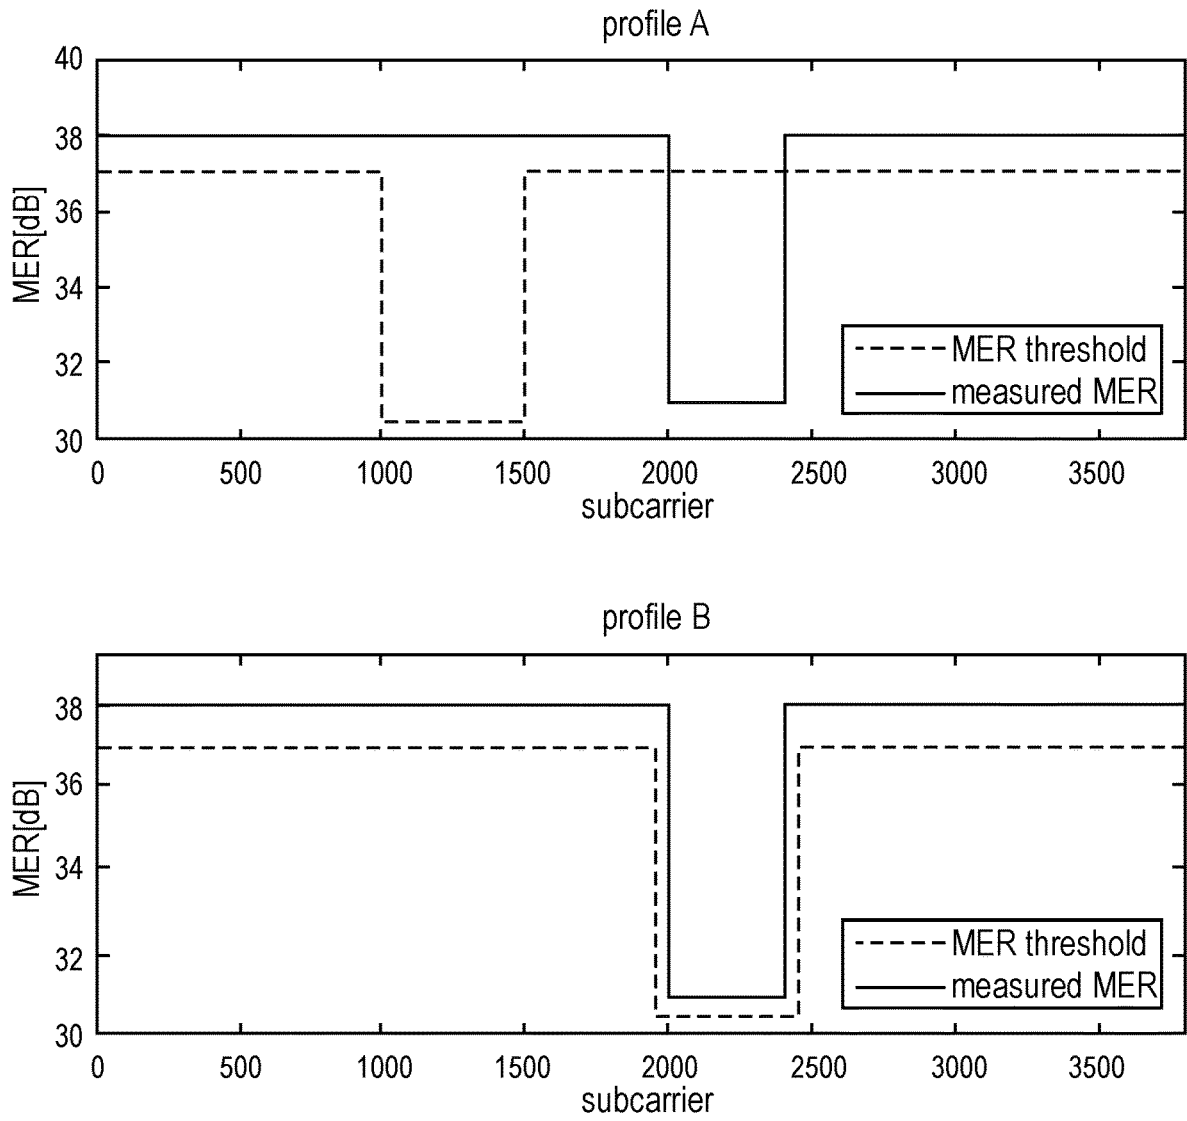 profile A
40
38
36
34
32
30
MER[dB]
0 500 1000 1500 2000 2500 3000 3500
subcarrier
MER threshold
measured MER
profile B
38
36
34
32
30
MER[dB]
0 500 1000 1500 2000 2500 3000 3500
subcarrier
MER threshold
measured MER